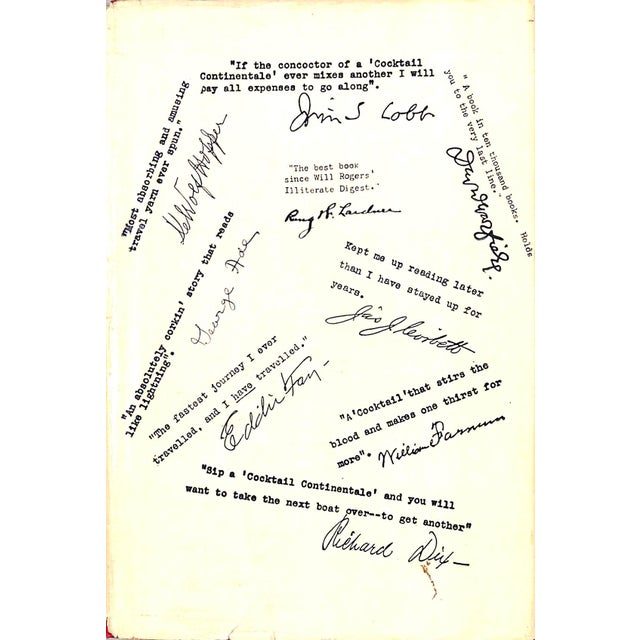 "If the concoctor of a 'Cocktail
Continentale' ever mixes another I will
pay all expenses to go along".
Irvin S Cobb
"Most absorbing and amusing
travel yarn ever spun."
DeWolf Hopper
"The best book
since Will Rogers'
Illiterate Digest."
Ring W. Lardner
"A book in ten thousand books. Holds
you to the very last line."
David Warfield.
"An absolutely corkin' story that reads
like lightning".
George Ade
Kept me up reading later
than I have stayed up for
years.
Jas J Corbett
"The fastest journey I ever
travelled, and I have travelled."
Eddie Foy
"A 'Cocktail' that stirs the
blood and makes one thirst for
more".
William Farnum
"Sip a 'Cocktail Continentale' and you will
want to take the next boat over--to get another"
Richard Dix